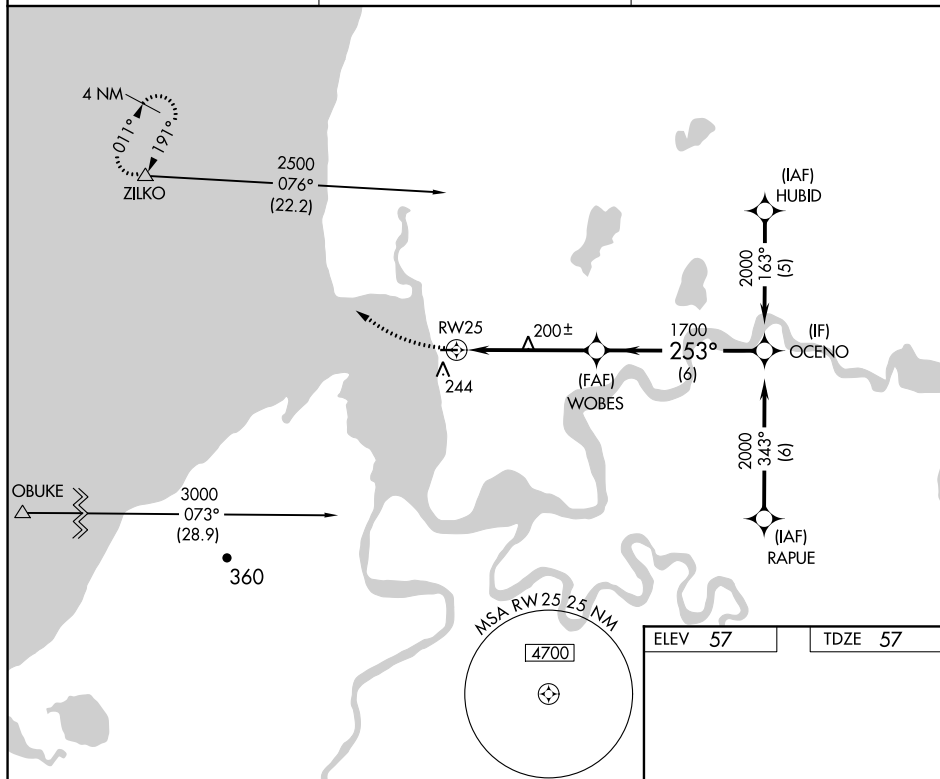 4 NM
011°
191°
ZILKO
2500
076°
(22.2)
(IAF)
HUBID
2000
163°
(5)
RW25
200±
1700
253°
(6)
(IF)
OCENO
244
(FAF)
WOBES
2000
343°
(6)
(IAF)
RAPUE
OBUKE
3000
073°
(28.9)
360
MSA RW25 25 NM
4700
ELEV 57
TDZE 57